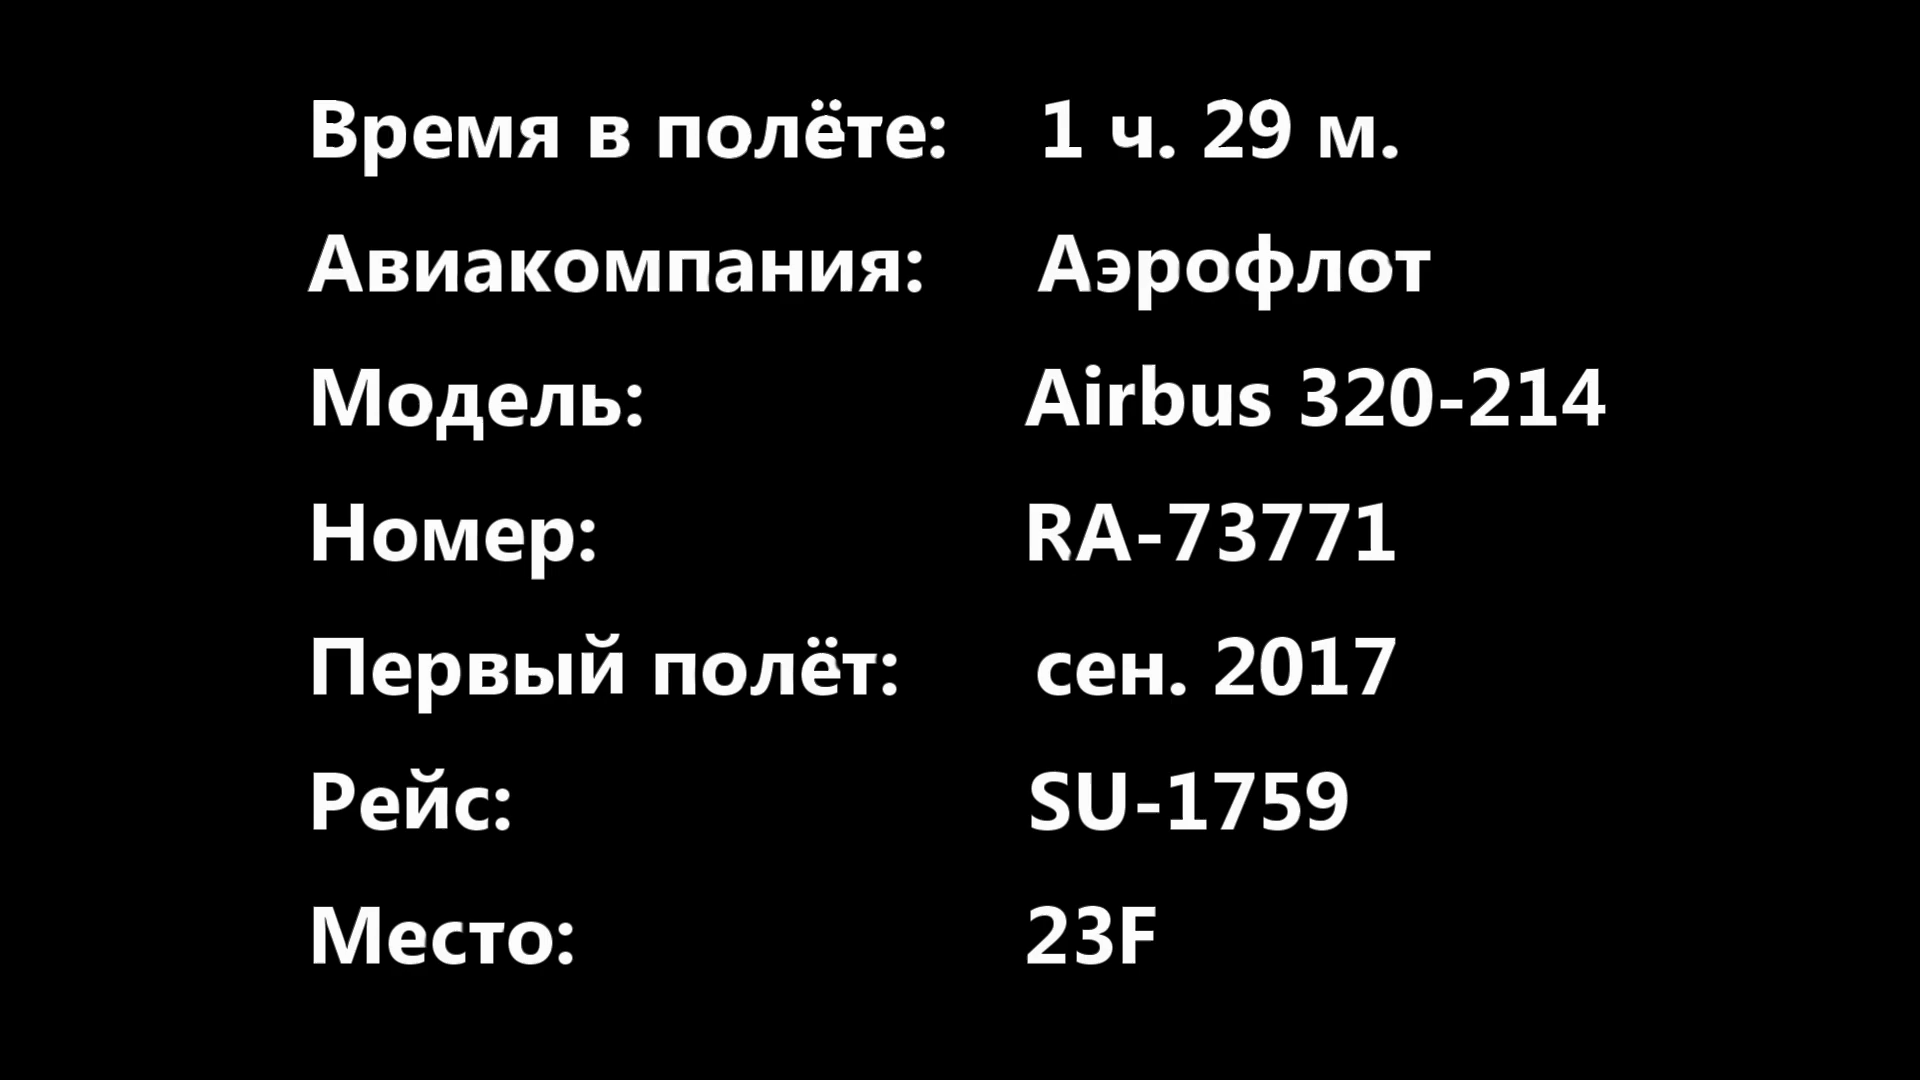 Время в полёте: 1 ч. 29 м.
Авиакомпания: Аэрофлот
Модель: Airbus 320-214
Номер: RA-73771
Первый полёт: сен. 2017
Рейс: SU-1759
Место: 23F